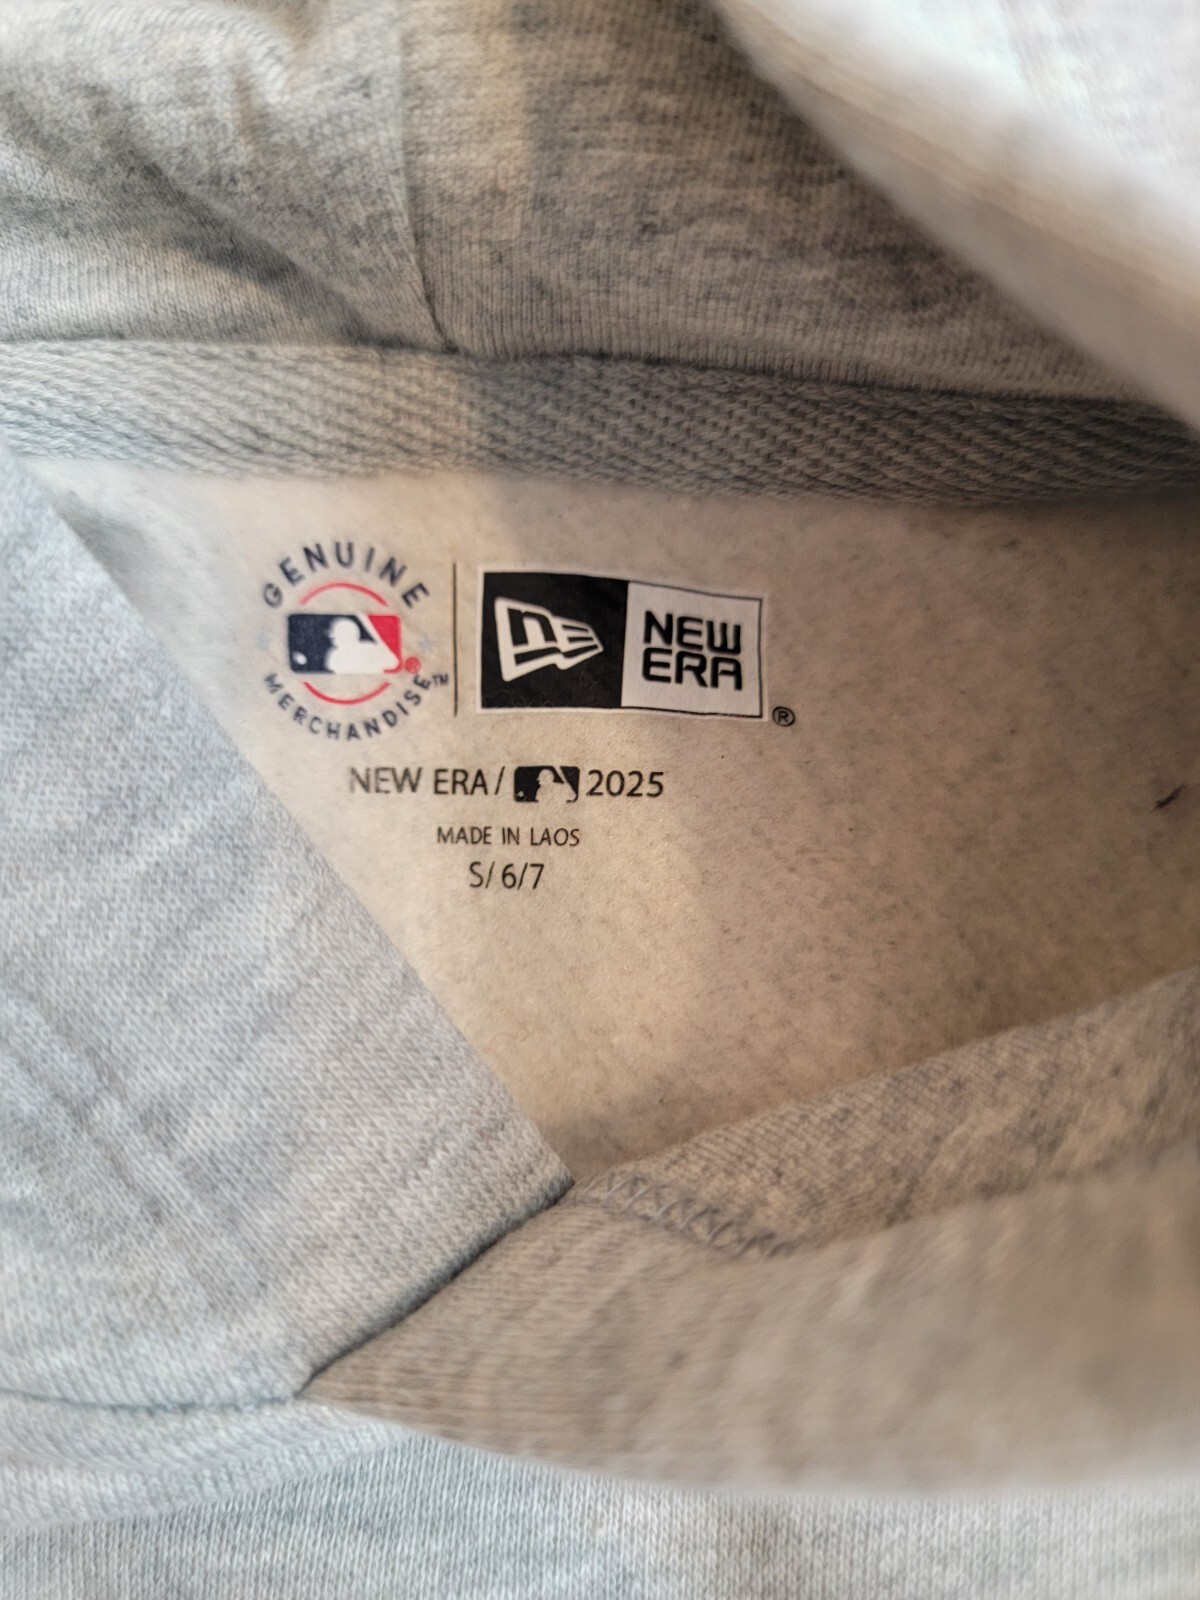 GENUINE
MERCHANDISE™
NEW
ERA
®
NEW ERA/ 2025
MADE IN LAOS
S/ 6/7